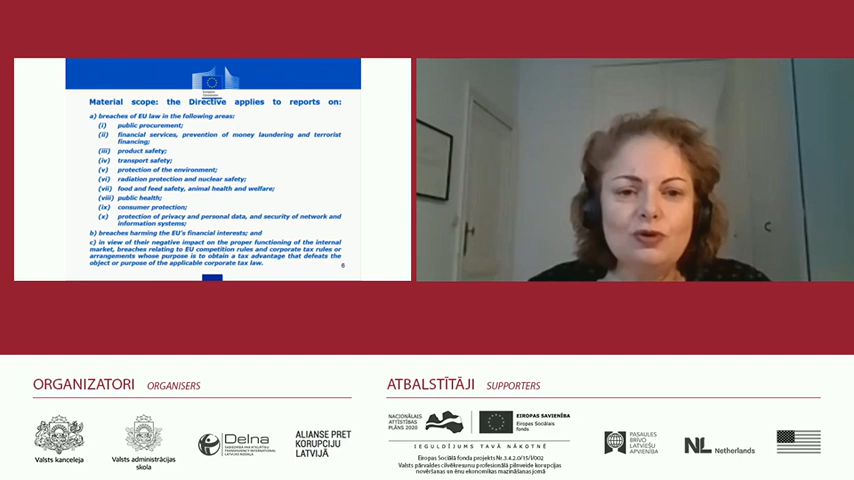 European
Commission
Material scope: the Directive applies to reports on:
a) breaches of EU law in the following areas:
(i) public procurement;
(ii) financial services, prevention of money laundering and terrorist
financing;
(iii) product safety;
(iv) transport safety;
(v) protection of the environment;
(vi) radiation protection and nuclear safety;
(vii) food and feed safety, animal health and welfare;
(viii) public health;
(ix) consumer protection;
(x) protection of privacy and personal data, and security of network and
information systems;
b) breaches harming the EU's financial interests; and
c) in view of their negative impact on the proper functioning of the internal
market, breaches relating to EU competition rules and corporate tax rules or
arrangements whose purpose is to obtain a tax advantage that defeats the
object or purpose of the applicable corporate tax law.
6
ORGANIZATORI ORGANISERS
Valsts kanceleja
Valsts administrācijas
skola
Delna
ALIANSE PRET
KORUPCIJU
LATVIJĀ
ATBALSTĪTĀJI SUPPORTERS
NACIONĀLAIS
ATTĪSTĪBAS
PLĀNS 2020
EIROPAS SAVIENĪBA
Eiropas Sociālais
fonds
IEGULDĪJUMS TAVĀ NĀKOTNĒ
Eiropas Sociālā fonda projekts Nr.3.4.2.0/15/I/002
Valsts pārvaldes cilvēkresursu profesionālā pilnveide korupcijas
novēršanas un ēnu ekonomikas mazināšanas jomā
PASAULES
BRĪVO
LATVIEŠU
APVIENĪBA
NL Netherlands